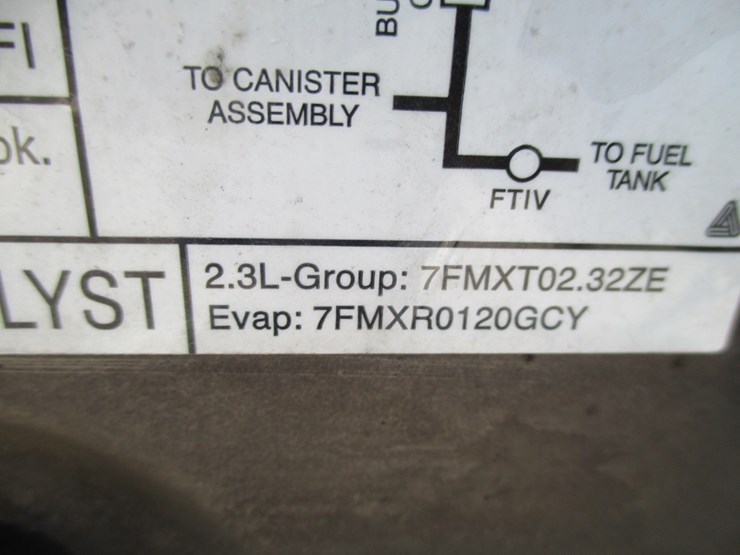 FI
TO CANISTER
ASSEMBLY
ok.
TO FUEL
TANK
FTIV
LYST
2.3L-Group: 7FMXT02.32ZE
Evap: 7FMXR0120GCY